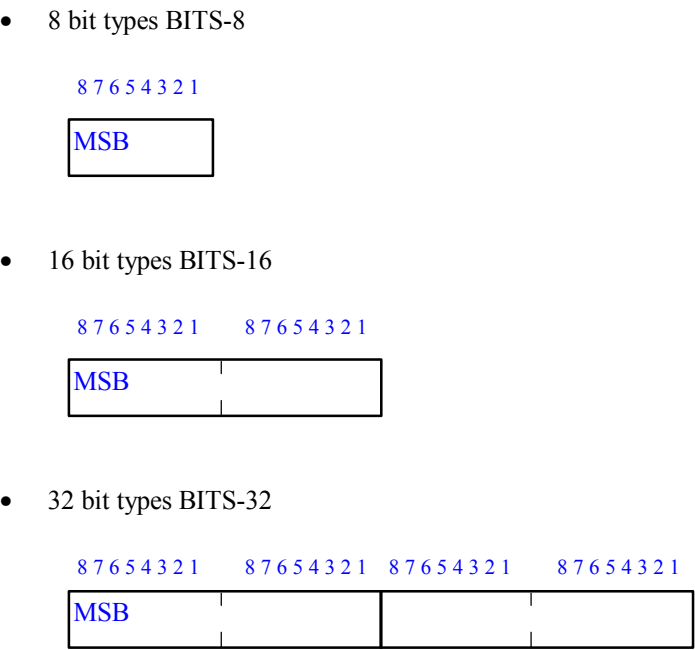 • 8 bit types BITS-8
8 7 6 5 4 3 2 1
MSB
• 16 bit types BITS-16
8 7 6 5 4 3 2 1 8 7 6 5 4 3 2 1
MSB
• 32 bit types BITS-32
8 7 6 5 4 3 2 1 8 7 6 5 4 3 2 1 8 7 6 5 4 3 2 1 8 7 6 5 4 3 2 1
MSB